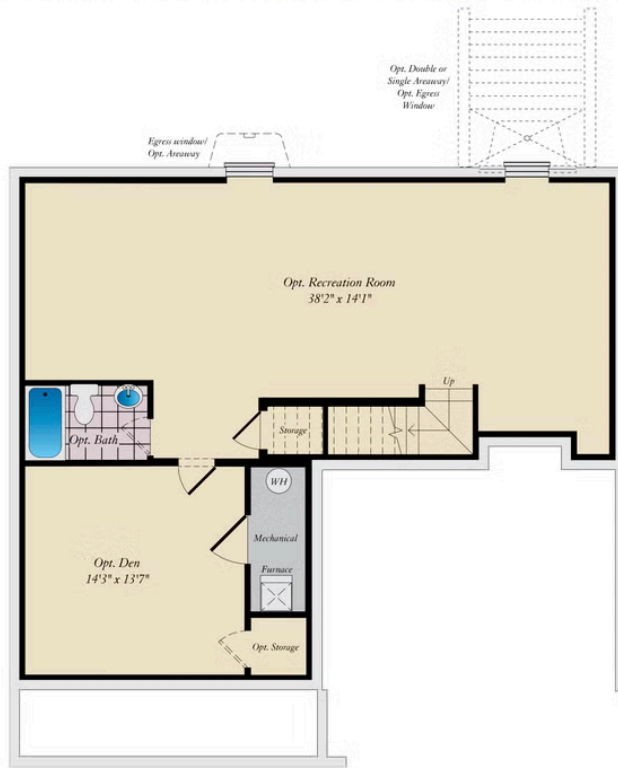 Opt. Double or
Single Areaway/
Opt. Egress
Window
Egress window/
Opt. Areaway
Opt. Recreation Room
38'2" x 14'1"
Up
Storage
Opt. Bath
WH
Mechanical
Furnace
Opt. Den
14'3" x 13'7"
Opt. Storage